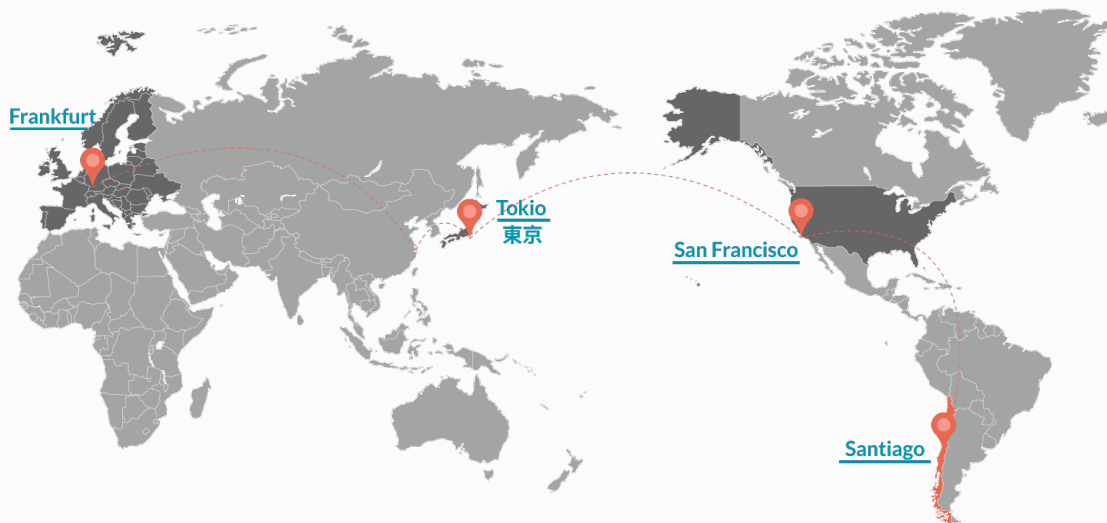 Frankfurt
Tokio
東京
San Francisco
Santiago